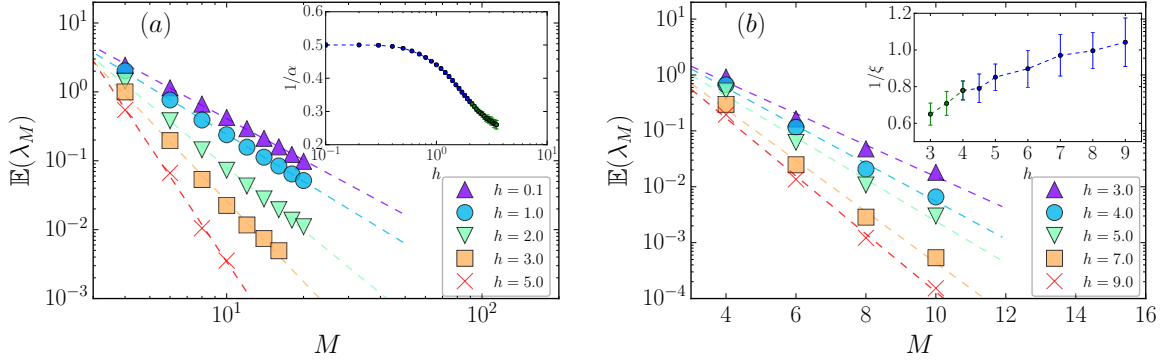 (a)
𝔼(λ_M)
10^1
10^0
10^{-1}
10^{-2}
10^{-3}
10^1
10^2
M
1/α
0.5
0.4
0.3
0.2
10^{-1}
10^0
10^1
h
h = 0.1
h = 1.0
h = 2.0
h = 3.0
h = 5.0
(b)
𝔼(λ_M)
10^1
10^0
10^{-1}
10^{-2}
10^{-3}
10^{-4}
4 6 8 10 12 14 16
M
1/ξ
1.2
1.0
0.8
0.6
3 4 5 6 7 8 9
h
h = 3.0
h = 4.0
h = 5.0
h = 7.0
h = 9.0